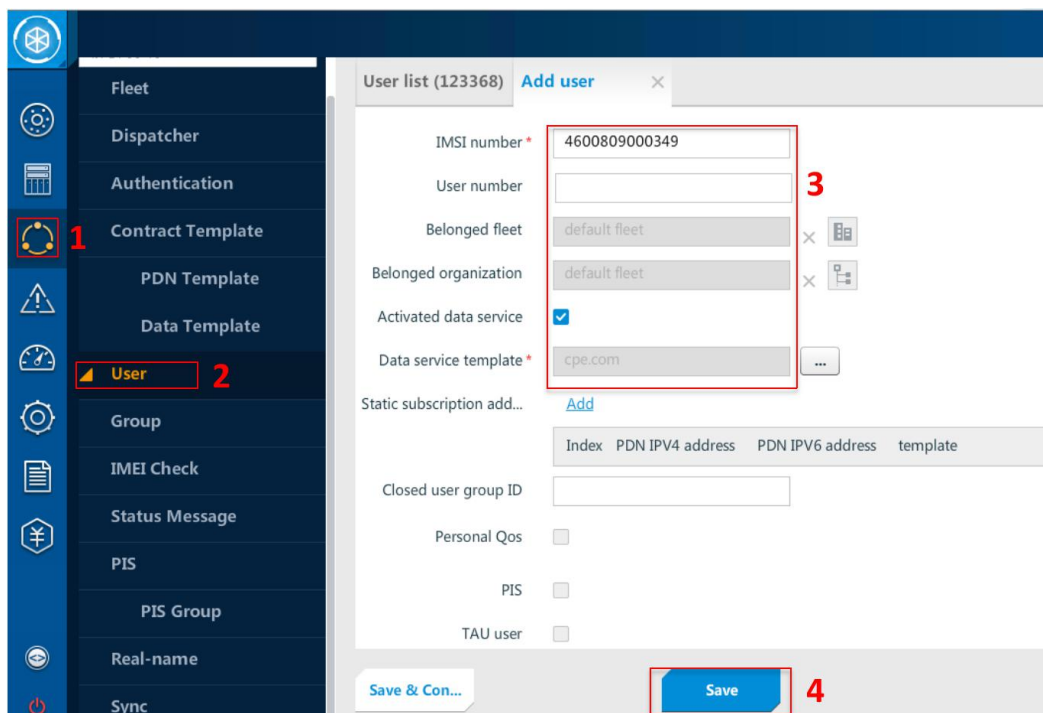 User list (123368) Add user
Fleet
Dispatcher
Authentication
Contract Template
PDN Template
Data Template
User
Group
IMEI Check
Status Message
PIS
PIS Group
Real-name
Sync
1
2
IMSI number * 4600809000349
User number
3
Belonged fleet default fleet
Belonged organization default fleet
Activated data service
Data service template * cpe.com ...
Static subscription add... Add
Index PDN IPV4 address PDN IPV6 address template
Closed user group ID
Personal Qos
PIS
TAU user
Save & Con... Save 4